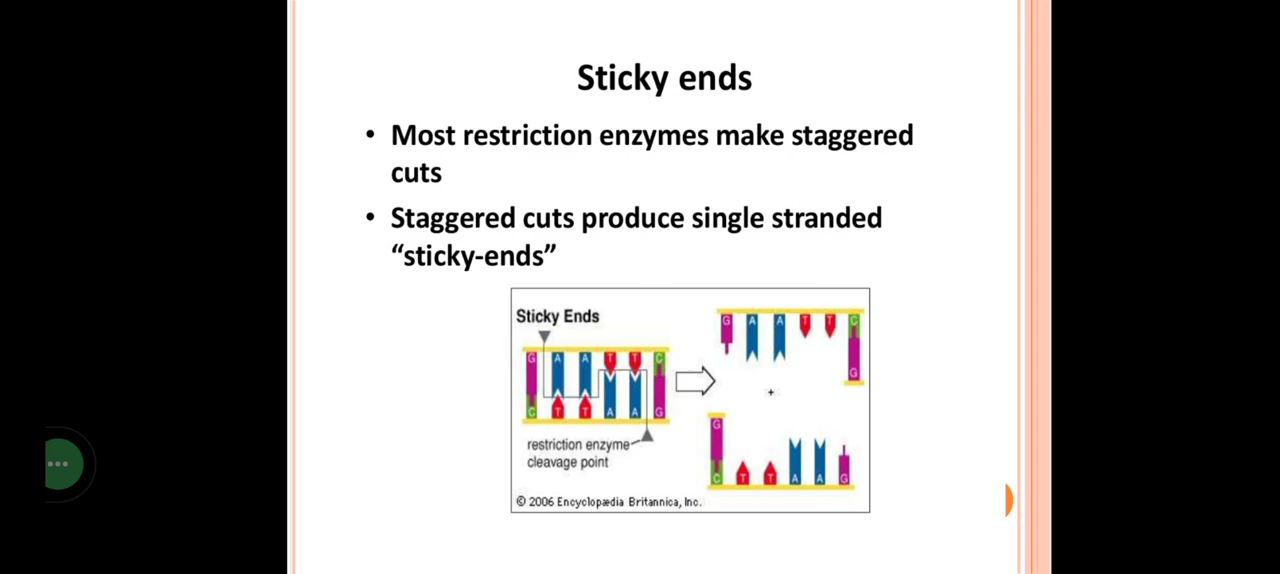 Sticky ends
• Most restriction enzymes make staggered
cuts
• Staggered cuts produce single stranded
“sticky-ends”
Sticky Ends
G A A T T C
C T T A A G
restriction enzyme
cleavage point
G A A T T C
G
+
G
C T T A A G
© 2006 Encyclopædia Britannica, Inc.